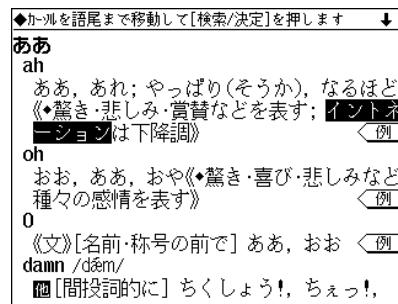 ◆カーソルを語尾まで移動して[検索/決定]を押します ↓
ああ
ah
ああ, あれ; やっぱり(そうか), なるほど
《◆驚き・悲しみ・賞賛などを表す; イントネ
ーションは下降調》 例
oh
おお, ああ, おや《◆驚き・喜び・悲しみなど
種々の感情を表す》 例
O
《文》[名前・称号の前で] ああ, おお 例
damn /dǽm/
他[間投詞的に] ちくしょう!, ちぇっ!,